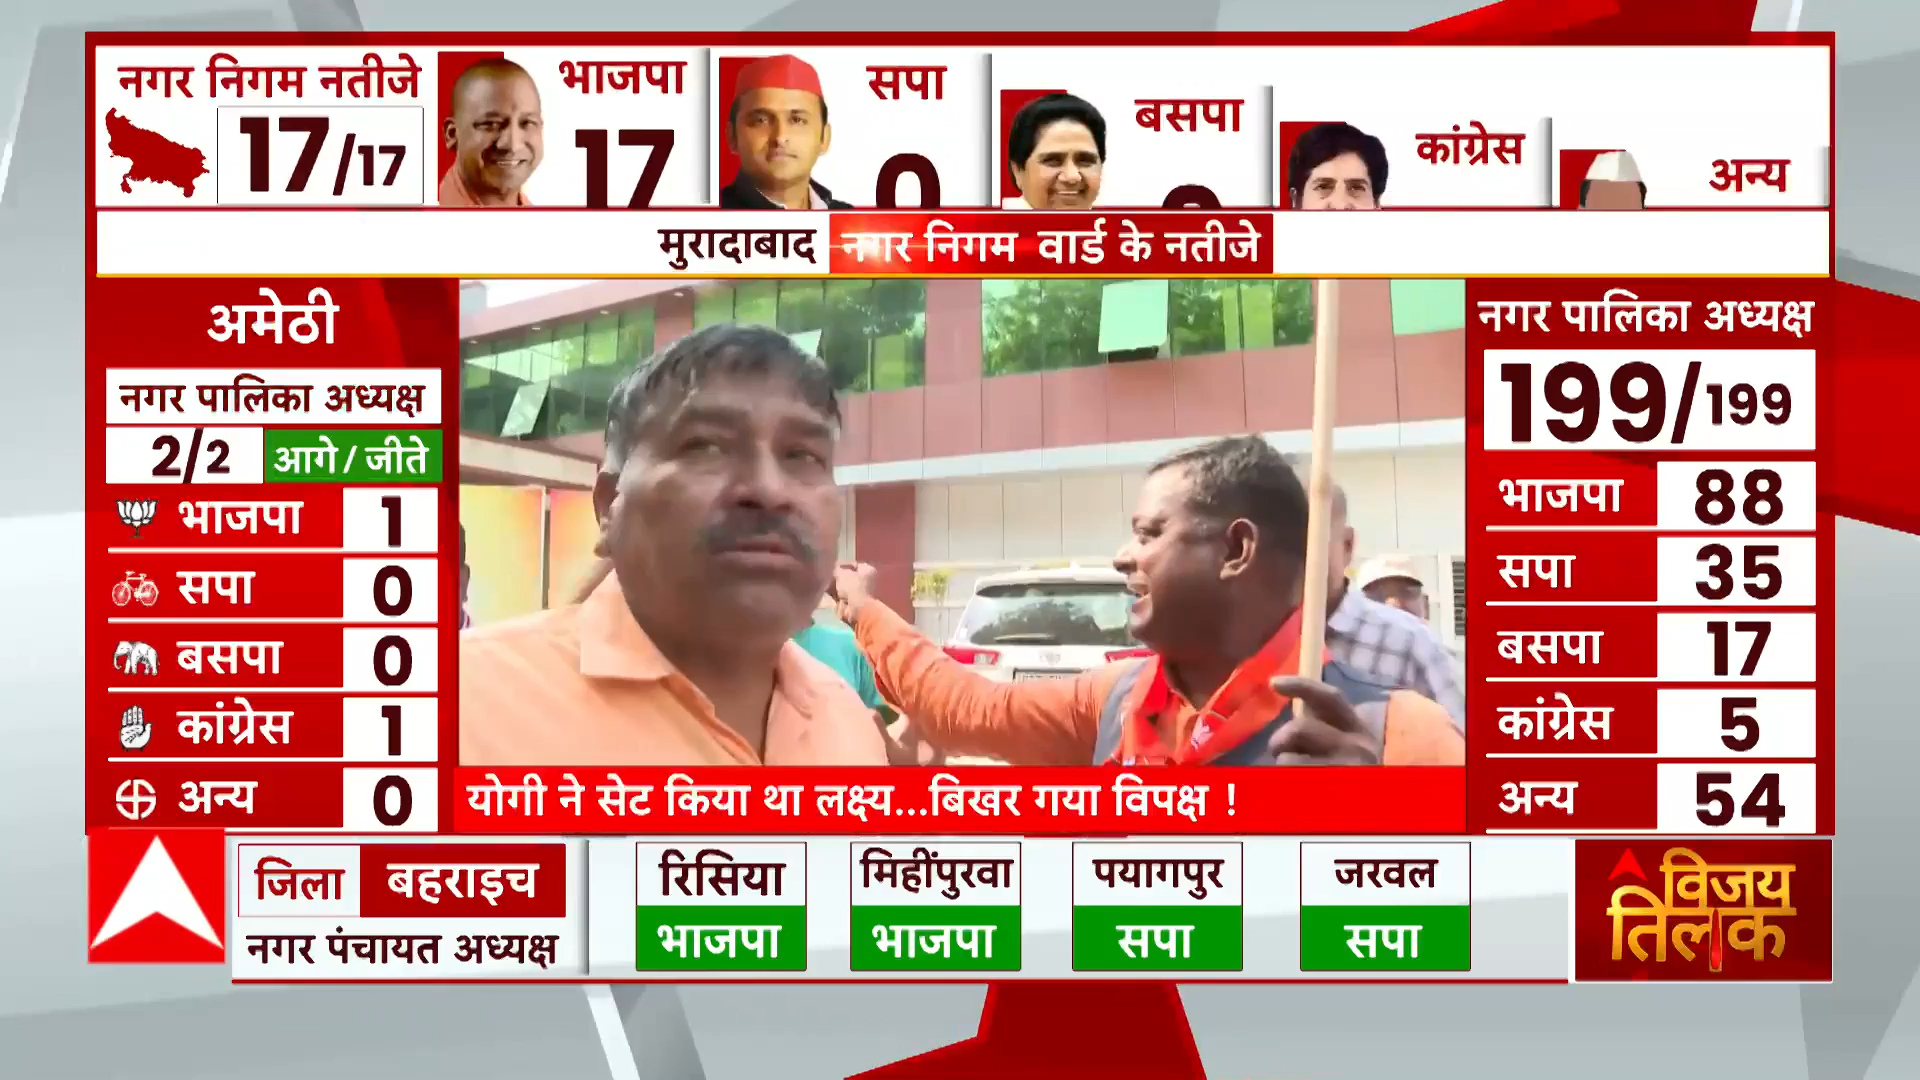 नगर निगम नतीजे
17/17
भाजपा
17
सपा
0
बसपा
कांग्रेस
अन्य
मुरादाबाद नगर निगम वार्ड के नतीजे
अमेठी
नगर पालिका अध्यक्ष
2/2 आगे / जीते
भाजपा 1
सपा 0
बसपा 0
कांग्रेस 1
अन्य 0
नगर पालिका अध्यक्ष
199/199
भाजपा 88
सपा 35
बसपा 17
कांग्रेस 5
अन्य 54
योगी ने सेट किया था लक्ष्य...बिखर गया विपक्ष !
जिला बहराइच
नगर पंचायत अध्यक्ष
रिसिया
भाजपा
मिहींपुरवा
भाजपा
पयागपुर
सपा
जरवल
सपा
विजय
तिलक